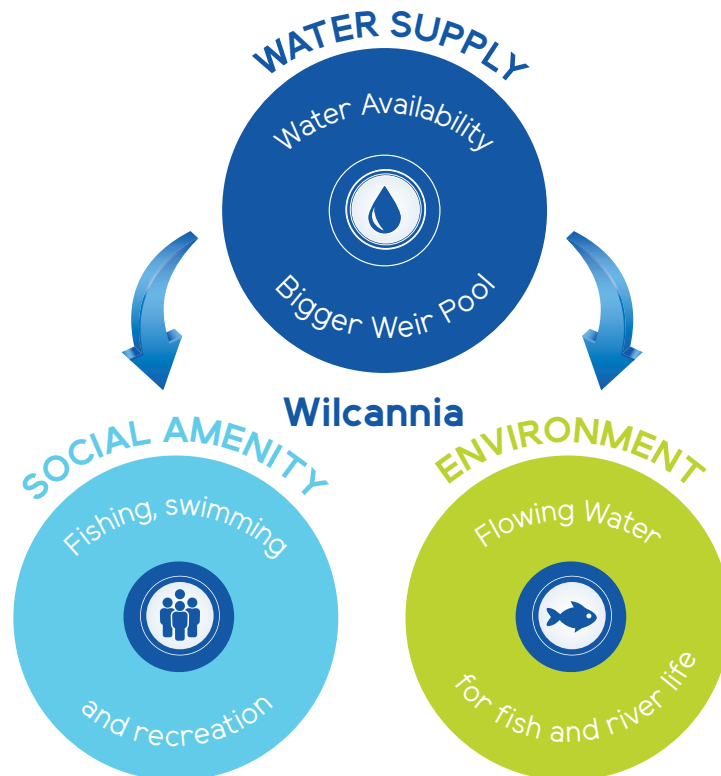 WATER SUPPLY
Water Availability
Bigger Weir Pool
Wilcannia
SOCIAL AMENITY
Fishing, swimming
and recreation
ENVIRONMENT
Flowing Water
for fish and river life